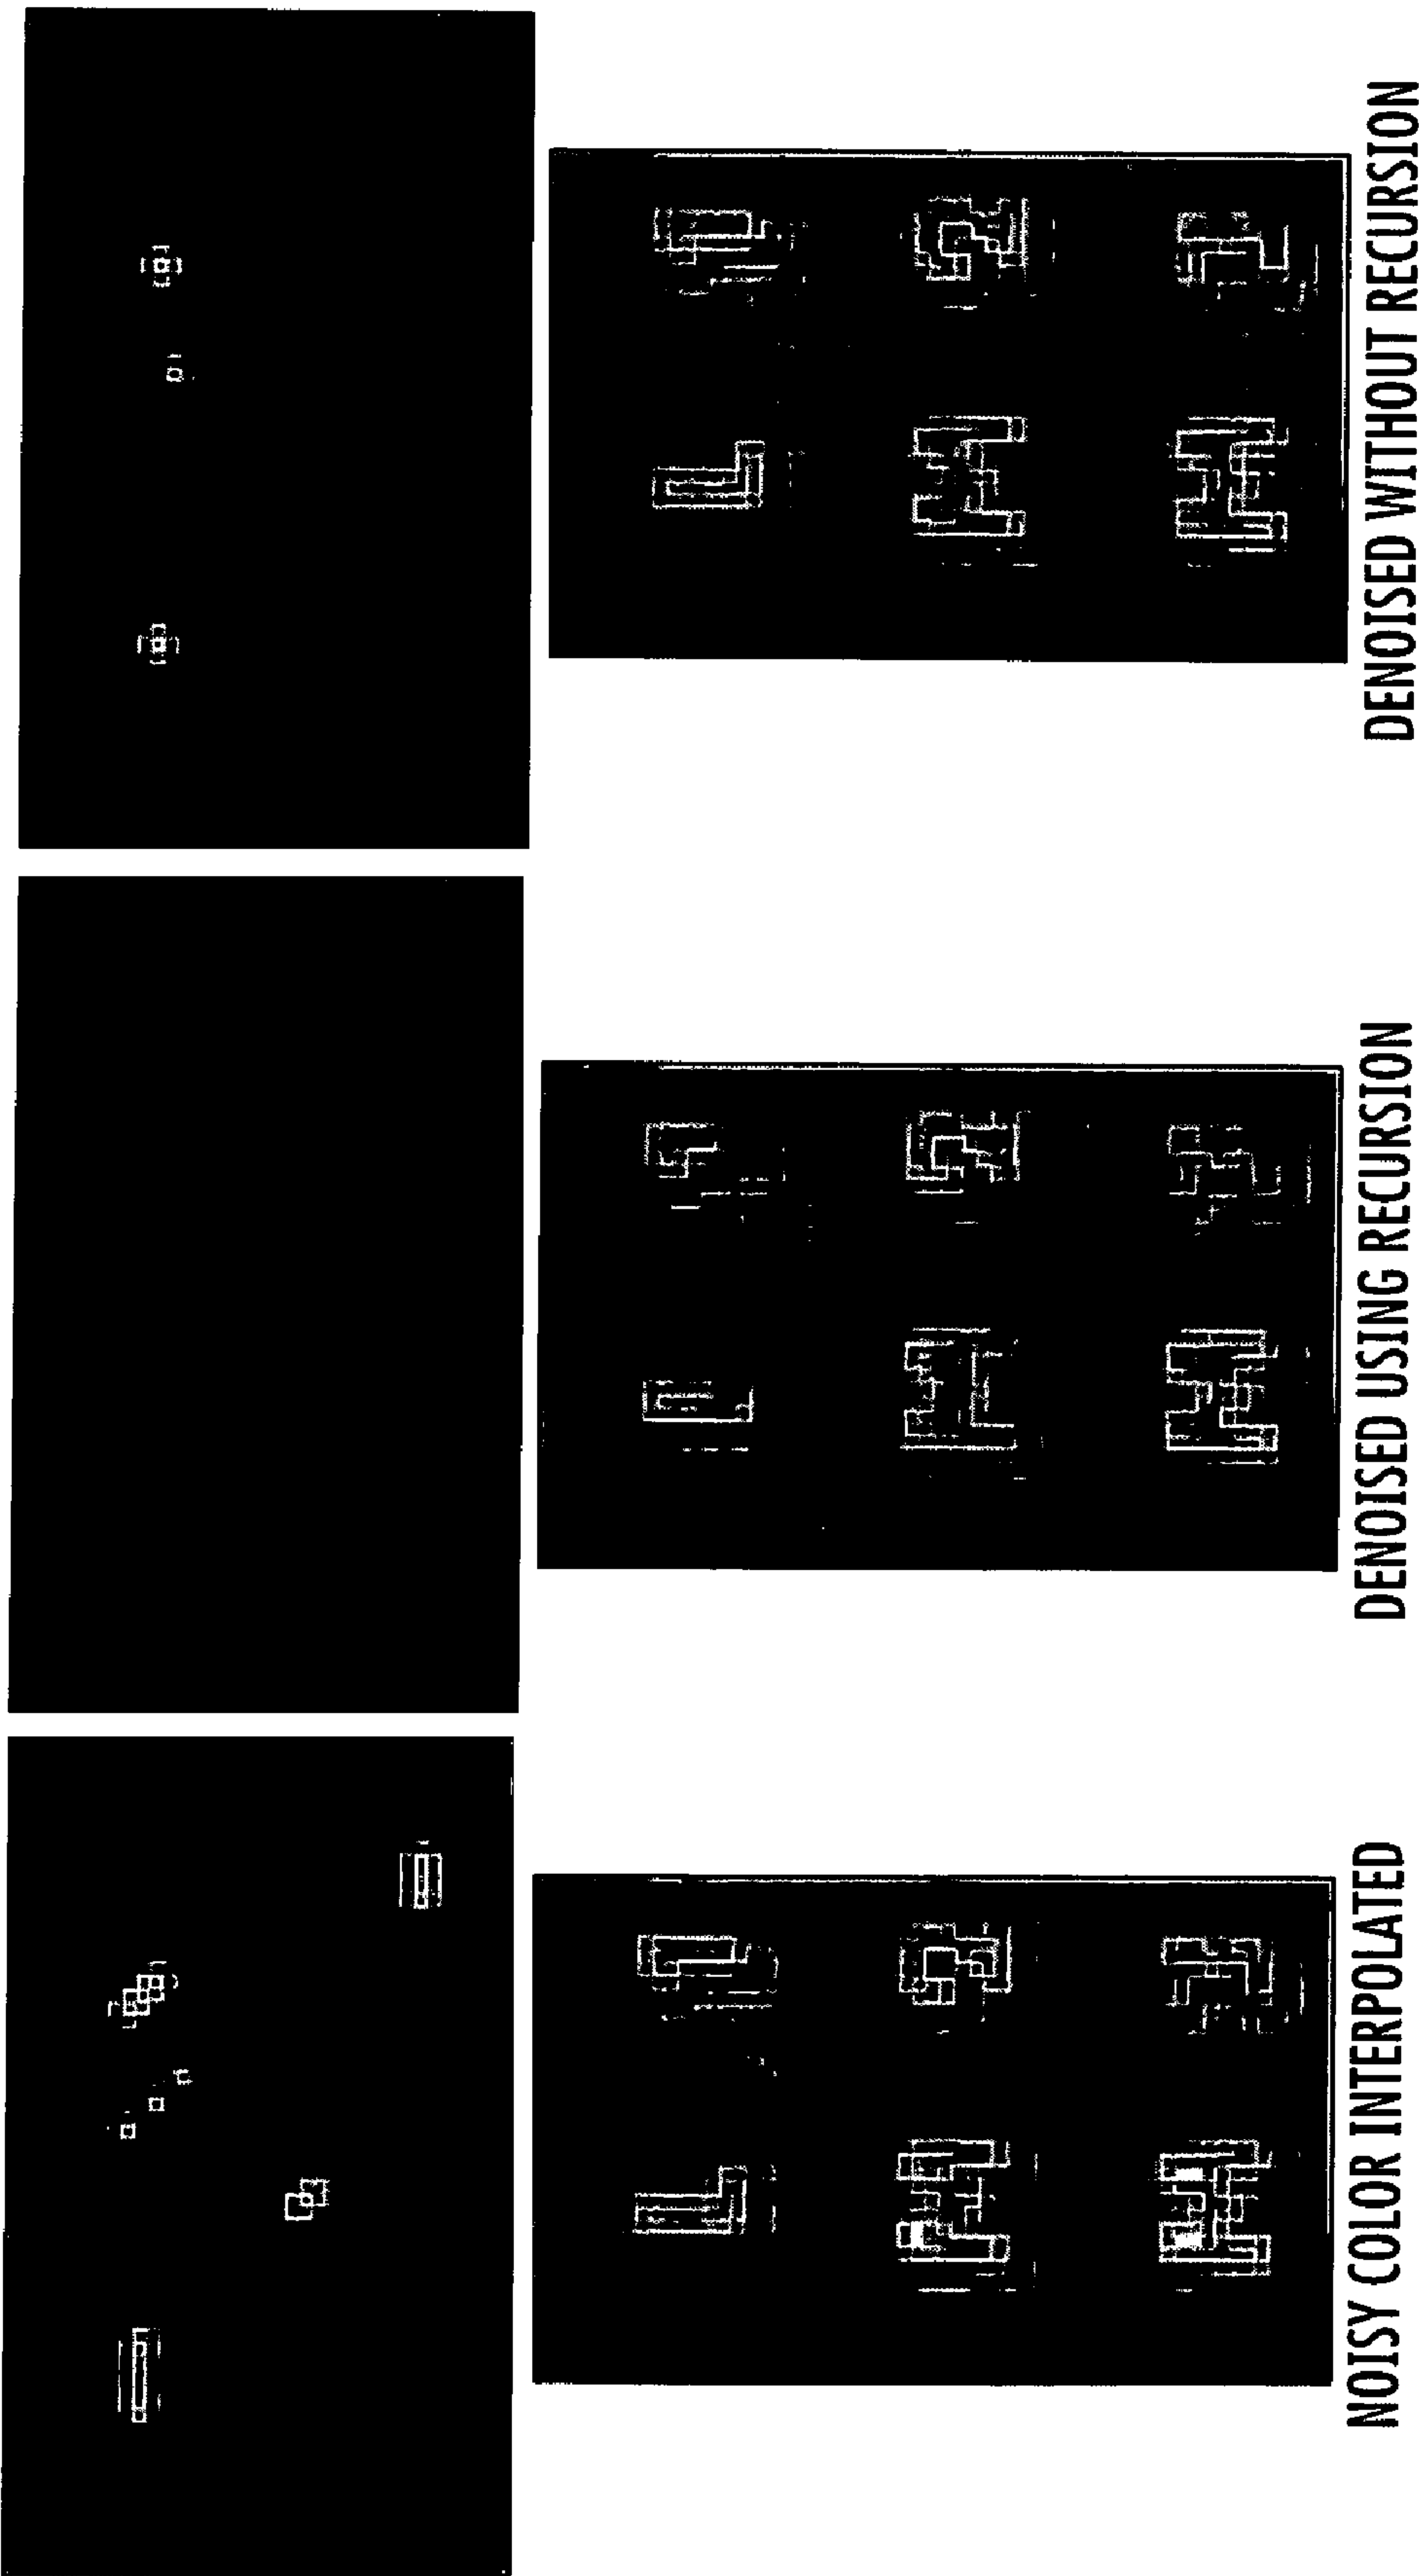 NOISY COLOR INTERPOLATED
DENOISED USING RECURSION
DENOISED WITHOUT RECURSION